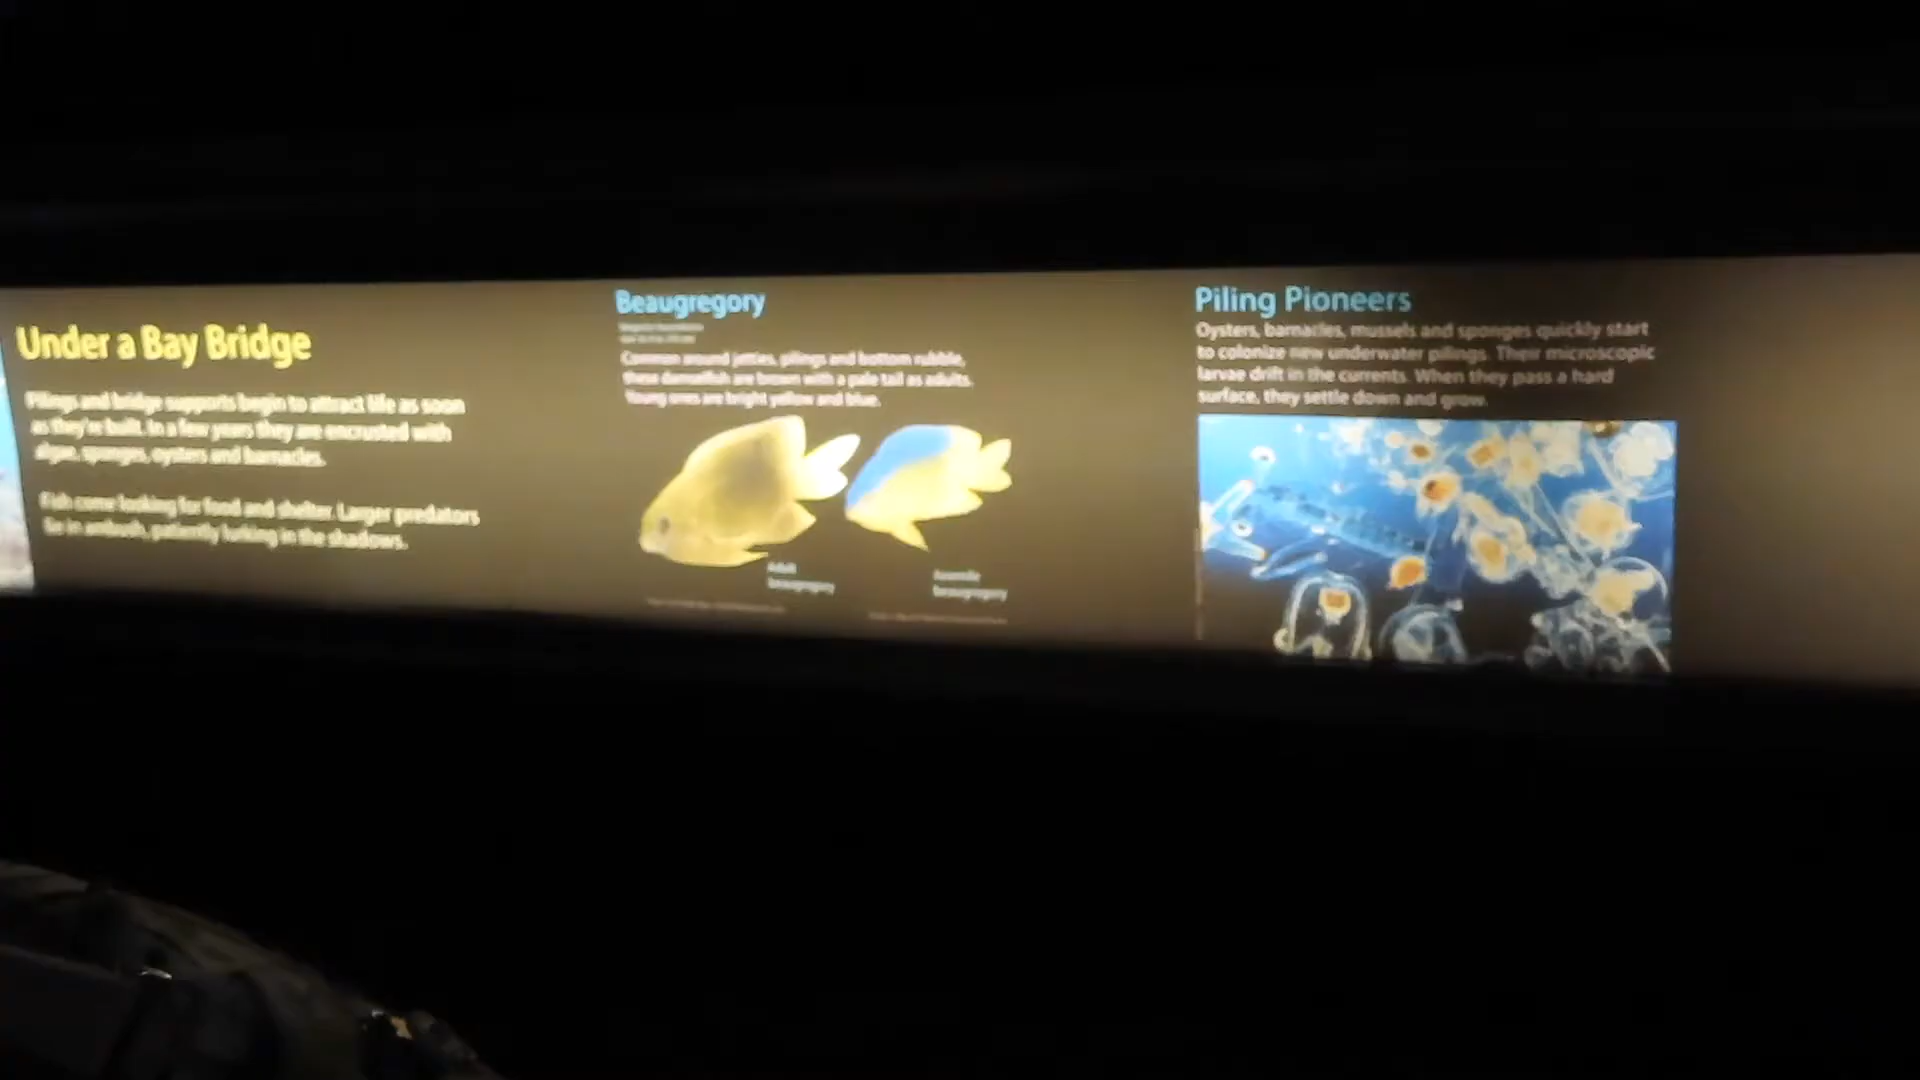 Under a Bay Bridge
Pilings and bridge supports begin to attract life as soon
as they're built. In a few years they are encrusted with
algae, sponges, oysters and barnacles.
Fish come looking for food and shelter. Larger predators
lie in ambush, patiently lurking in the shadows.
Beaugregory
Common around jetties, pilings and bottom rubble,
these damselfish are brown with a pale tail as adults.
Young ones are bright yellow and blue.
Adult
beaugregory
Juvenile
beaugregory
Piling Pioneers
Oysters, barnacles, mussels and sponges quickly start
to colonize new underwater pilings. Their microscopic
larvae drift in the currents. When they pass a hard
surface, they settle down and grow.